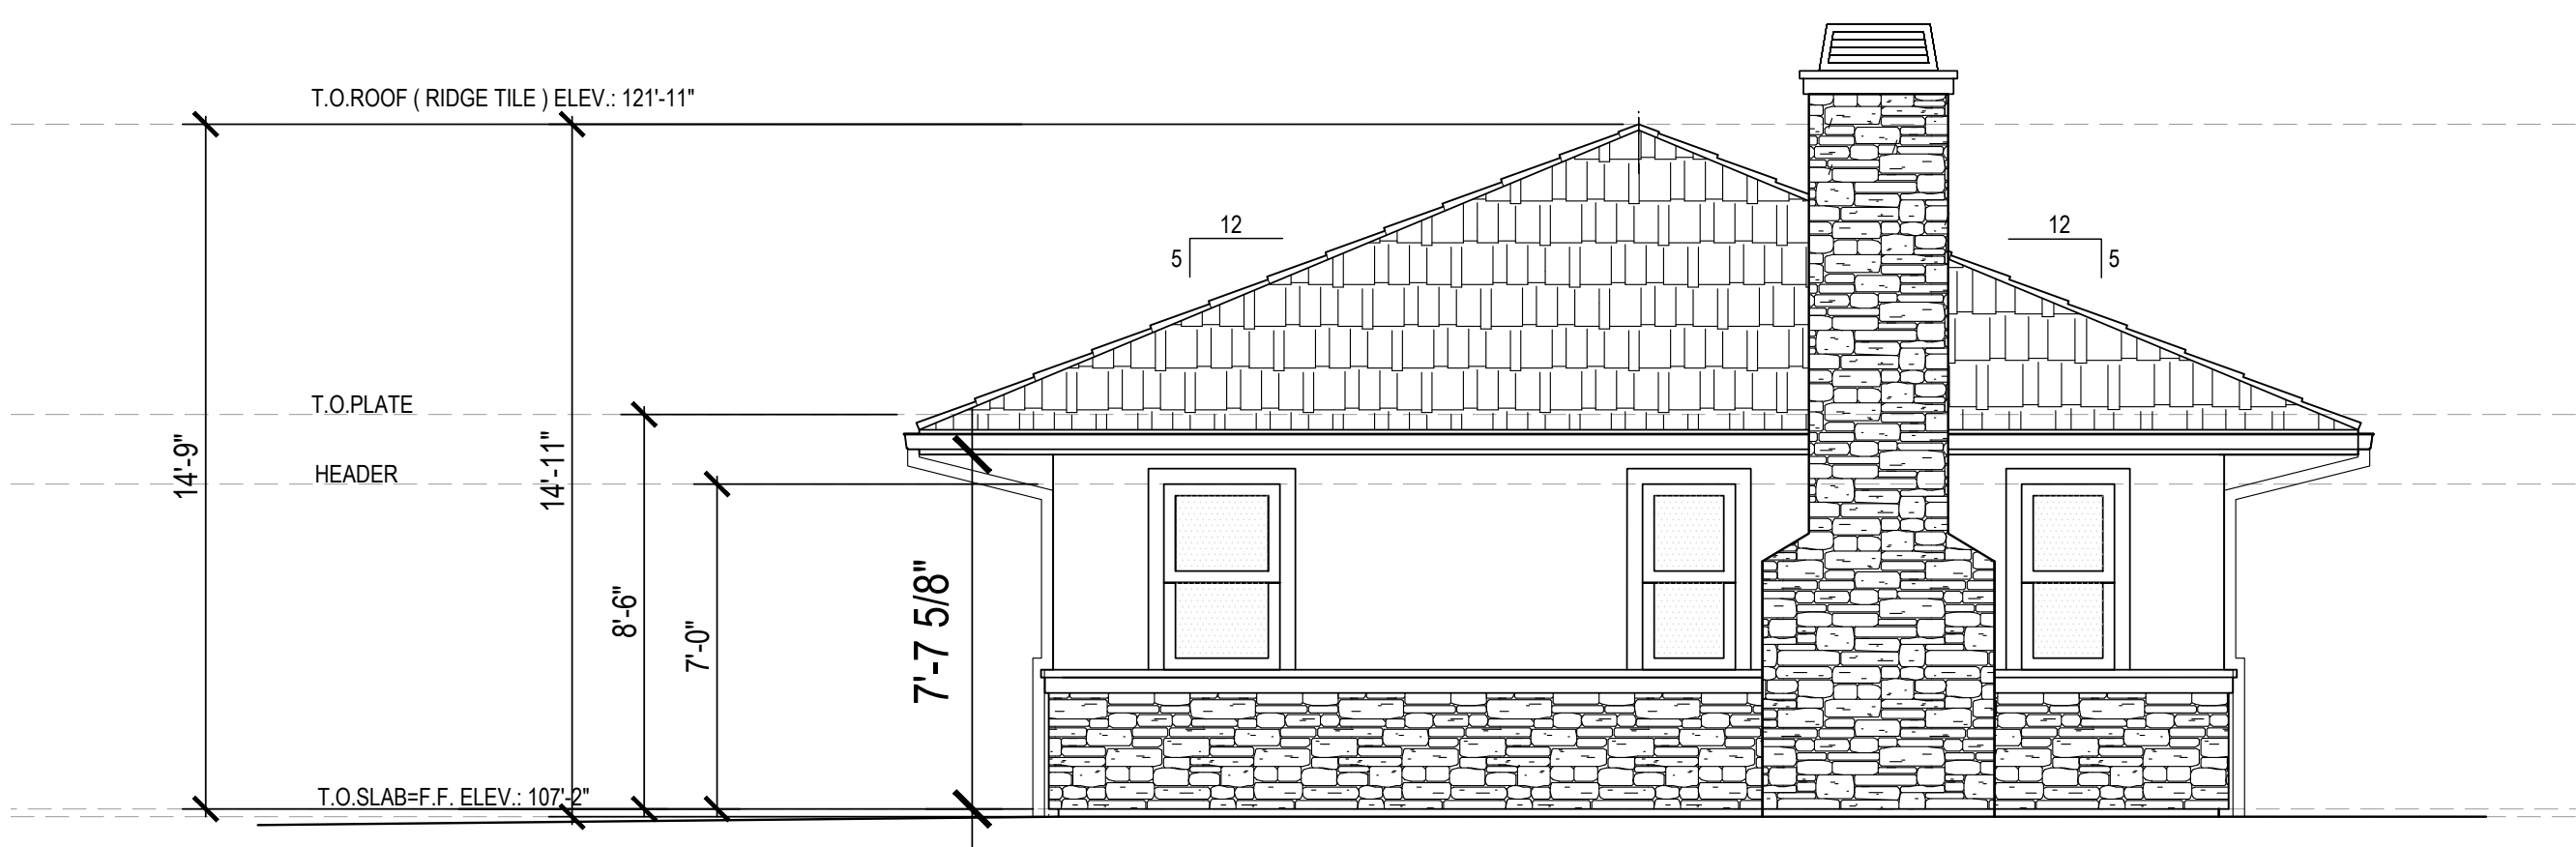 T.O.ROOF ( RIDGE TILE ) ELEV.: 121'-11"
12
5
12
5
T.O.PLATE
HEADER
14'-9"
14'-11"
8'-6"
7'-0"
7'-7 5/8"
T.O.SLAB=F.F. ELEV.: 107'-2"